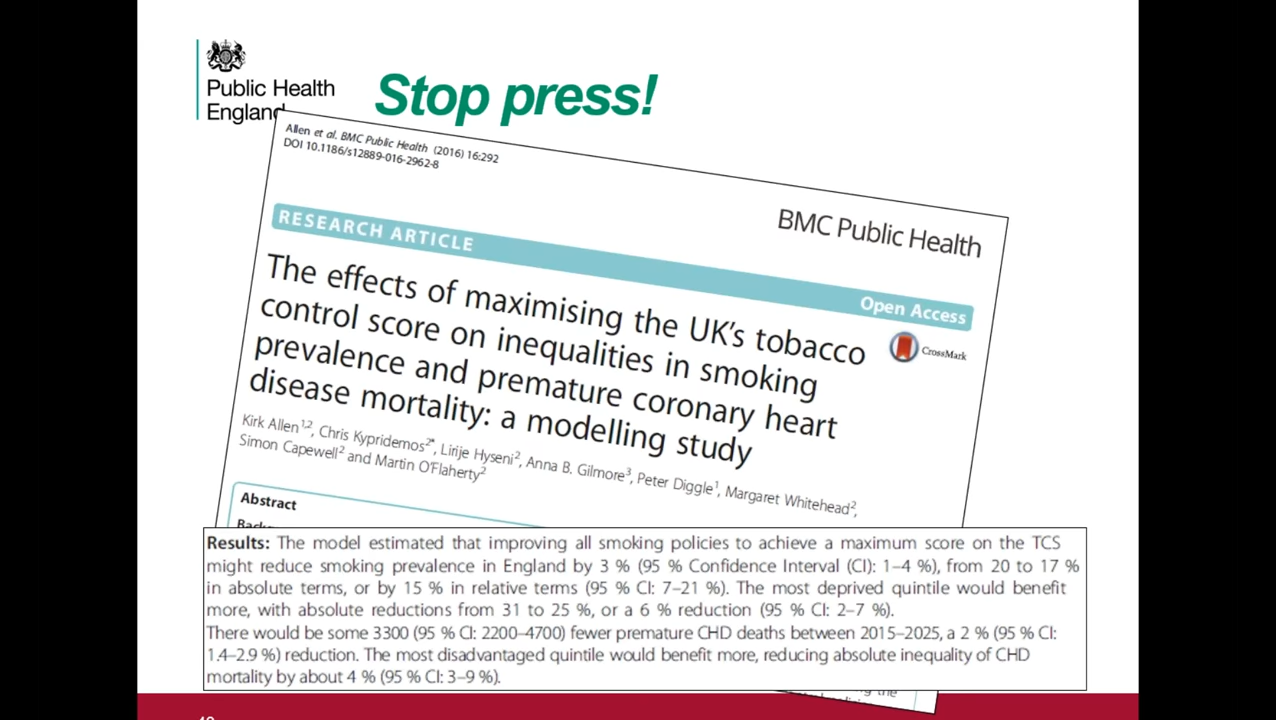 Public Health
England
Stop press!
Allen et al. BMC Public Health (2016) 16:292
DOI 10.1186/s12889-016-2962-8
BMC Public Health
RESEARCH ARTICLE
Open Access
CrossMark
The effects of maximising the UK's tobacco
control score on inequalities in smoking
prevalence and premature coronary heart
disease mortality: a modelling study
Kirk Allen1,2, Chris Kypridemos2*, Lirije Hyseni2, Anna B. Gilmore3, Peter Diggle1, Margaret Whitehead2,
Simon Capewell2 and Martin O'Flaherty2
Abstract
Results: The model estimated that improving all smoking policies to achieve a maximum score on the TCS
might reduce smoking prevalence in England by 3 % (95 % Confidence Interval (CI): 1–4 %), from 20 to 17 %
in absolute terms, or by 15 % in relative terms (95 % CI: 7–21 %). The most deprived quintile would benefit
more, with absolute reductions from 31 to 25 %, or a 6 % reduction (95 % CI: 2–7 %).
There would be some 3300 (95 % CI: 2200–4700) fewer premature CHD deaths between 2015–2025, a 2 % (95 % CI:
1.4–2.9 %) reduction. The most disadvantaged quintile would benefit more, reducing absolute inequality of CHD
mortality by about 4 % (95 % CI: 3–9 %).